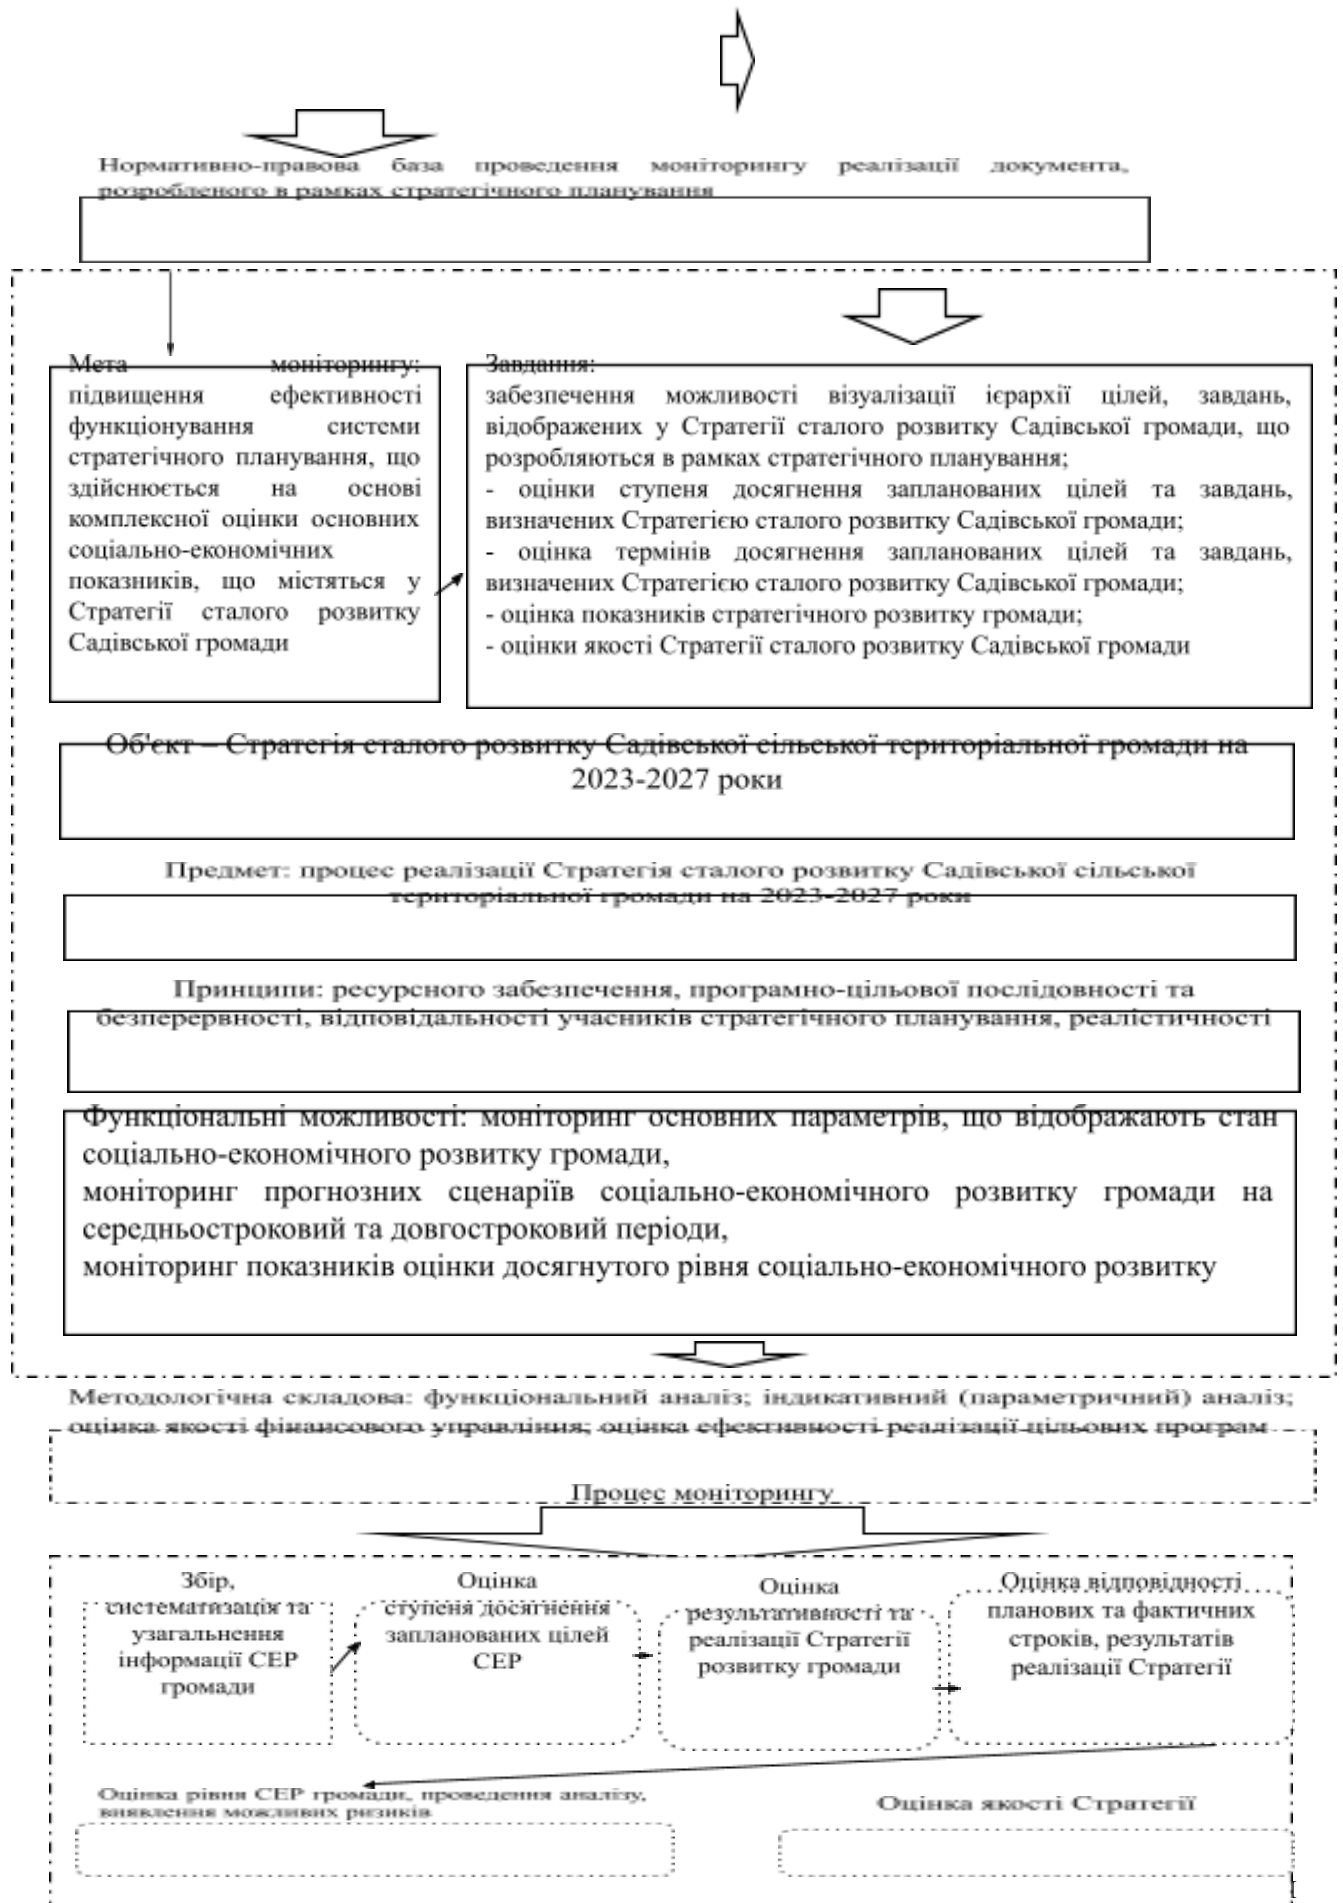 Нормативно-правова база проведення моніторингу реалізації документа,
розробленого в рамках стратегічного планування
Мета моніторингу:
підвищення ефективності
функціонування системи
стратегічного планування, що
здійснюється на основі
комплексної оцінки основних
соціально-економічних
показників, що містяться у
Стратегії сталого розвитку
Садівської громади
Завдання:
забезпечення можливості візуалізації ієрархії цілей, завдань,
відображених у Стратегії сталого розвитку Садівської громади, що
розробляються в рамках стратегічного планування;
- оцінки ступеня досягнення запланованих цілей та завдань,
визначених Стратегією сталого розвитку Садівської громади;
- оцінка термінів досягнення запланованих цілей та завдань,
визначених Стратегією сталого розвитку Садівської громади;
- оцінка показників стратегічного розвитку громади;
- оцінки якості Стратегії сталого розвитку Садівської громади
Об'єкт – Стратегія сталого розвитку Садівської сільської територіальної громади на
2023-2027 роки
Предмет: процес реалізації Стратегія сталого розвитку Садівської сільської
територіальної громади на 2023-2027 роки
Принципи: ресурсного забезпечення, програмно-цільової послідовності та
безперервності, відповідальності учасників стратегічного планування, реалістичності
Функціональні можливості: моніторинг основних параметрів, що відображають стан
соціально-економічного розвитку громади,
моніторинг прогнозних сценаріїв соціально-економічного розвитку громади на
середньостроковий та довгостроковий періоди,
моніторинг показників оцінки досягнутого рівня соціально-економічного розвитку
Методологічна складова: функціональний аналіз; індикативний (параметричний) аналіз;
оцінка якості фінансового управління; оцінка ефективності реалізації цільових програм
Процес моніторингу
Збір,
систематизація та
узагальнення
інформації СЕР
громади
Оцінка
ступеня досягнення
запланованих цілей
СЕР
Оцінка
результативності та
реалізації Стратегії
розвитку громади
Оцінка відповідності
планових та фактичних
строків, результатів
реалізації Стратегії
Оцінка рівня СЕР громади, проведення аналізу,
виявлення можливих ризиків
Оцінка якості Стратегії